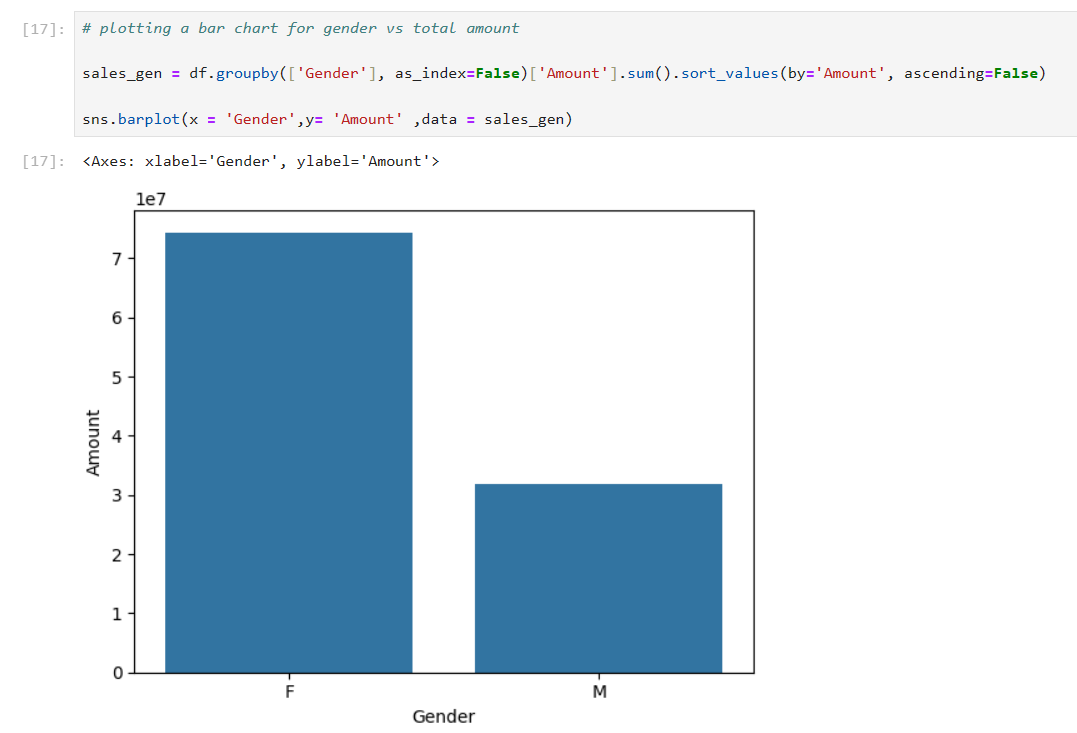 [17]: # plotting a bar chart for gender vs total amount
sales_gen = df.groupby(['Gender'], as_index=False)['Amount'].sum().sort_values(by='Amount', ascending=False)
sns.barplot(x = 'Gender',y= 'Amount' ,data = sales_gen)
[17]: <Axes: xlabel='Gender', ylabel='Amount'>
1e7
7
6
5
4
3
2
1
0
Amount
F M
Gender